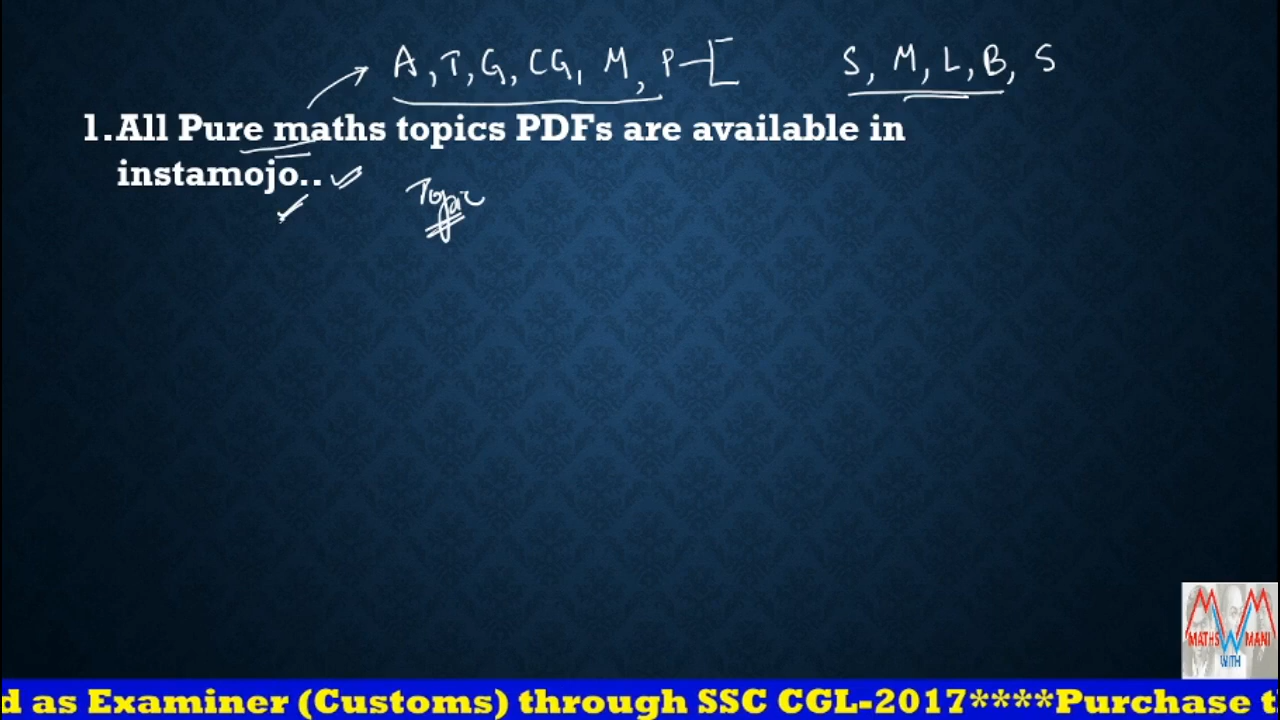 A, T, G, CG, M, P-[ S, M, L, B, S
1. All Pure maths topics PDFs are available in
instamojo..
Topic
MATHS WITH MANI
d as Examiner (Customs) through SSC CGL-2017****Purchase t